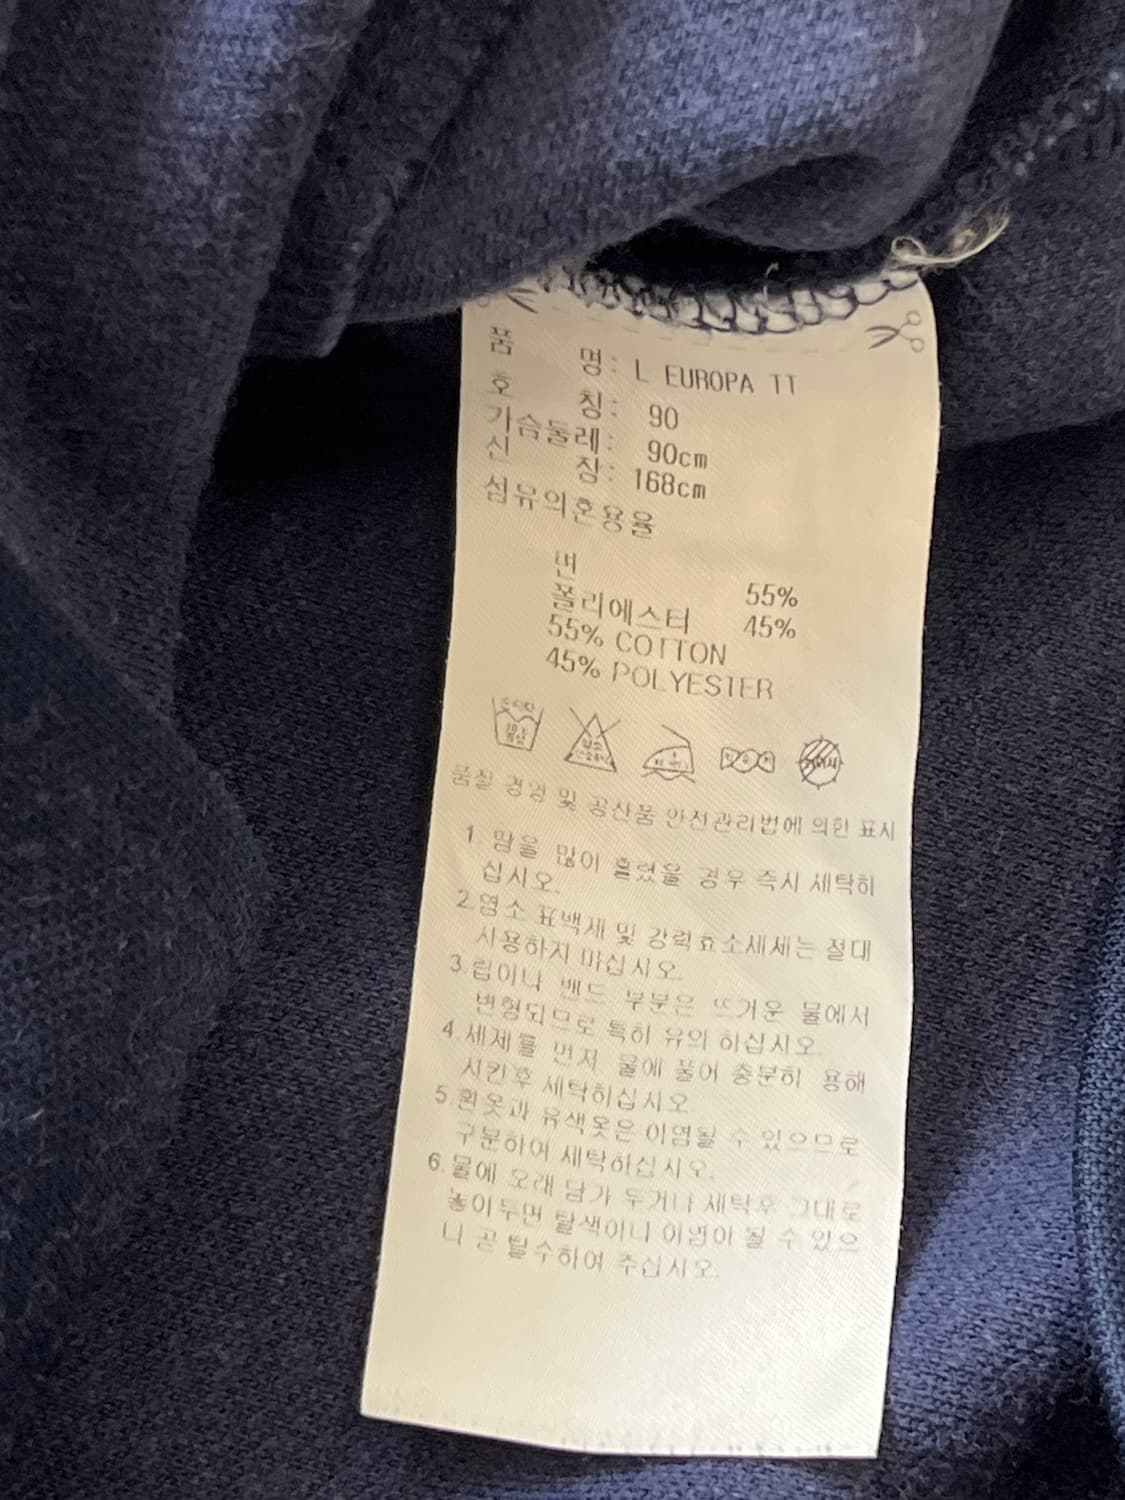 품 명: L EUROPA TT
호 칭: 90
가슴둘레: 90cm
신 장: 168cm
섬유의혼용율
면 55%
폴리에스터 45%
55% COTTON
45% POLYESTER
품질 경영 및 공산품 안전관리법에 의한 표시
1. 땀을 많이 흘렸을 경우 즉시 세탁하
십시오.
2.염소 표백제 및 강력효소세제는 절대
사용하지 마십시오.
3.립이나 밴드 부분은 뜨거운 물에서
변형되므로 특히 유의 하십시오.
4.세제를 먼저 물에 풀어 충분히 용해
시킨후 세탁하십시오.
5.흰옷과 유색옷은 이염될 수 있으므로
구분하여 세탁하십시오.
6.물에 오래 담가 두거나 세탁후 그대로
놓아두면 탈색이나 이염이 될 수 있으
니 곧 탈수하여 주십시오.